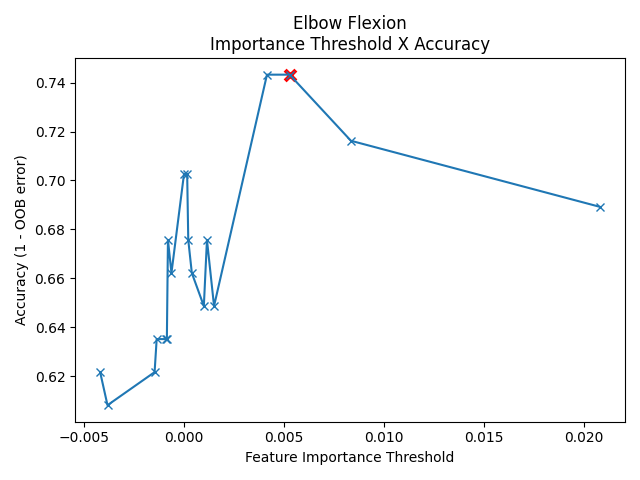 Elbow Flexion
Importance Threshold X Accuracy
Accuracy (1 - OOB error)
0.74
0.72
0.70
0.68
0.66
0.64
0.62
−0.005 0.000 0.005 0.010 0.015 0.020
Feature Importance Threshold